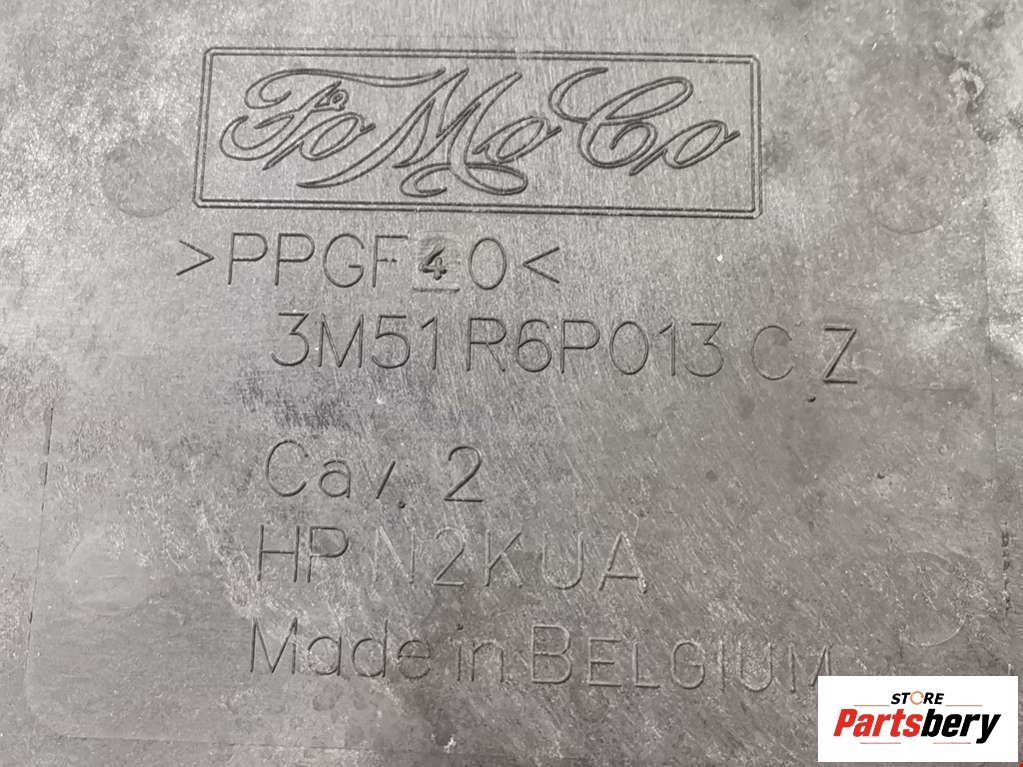 FoMoCo
>PPGF40<
3M51 R6P013 C Z
Cav. 2
HP N2KUA
Made in BELGIUM
STORE
Partsbery